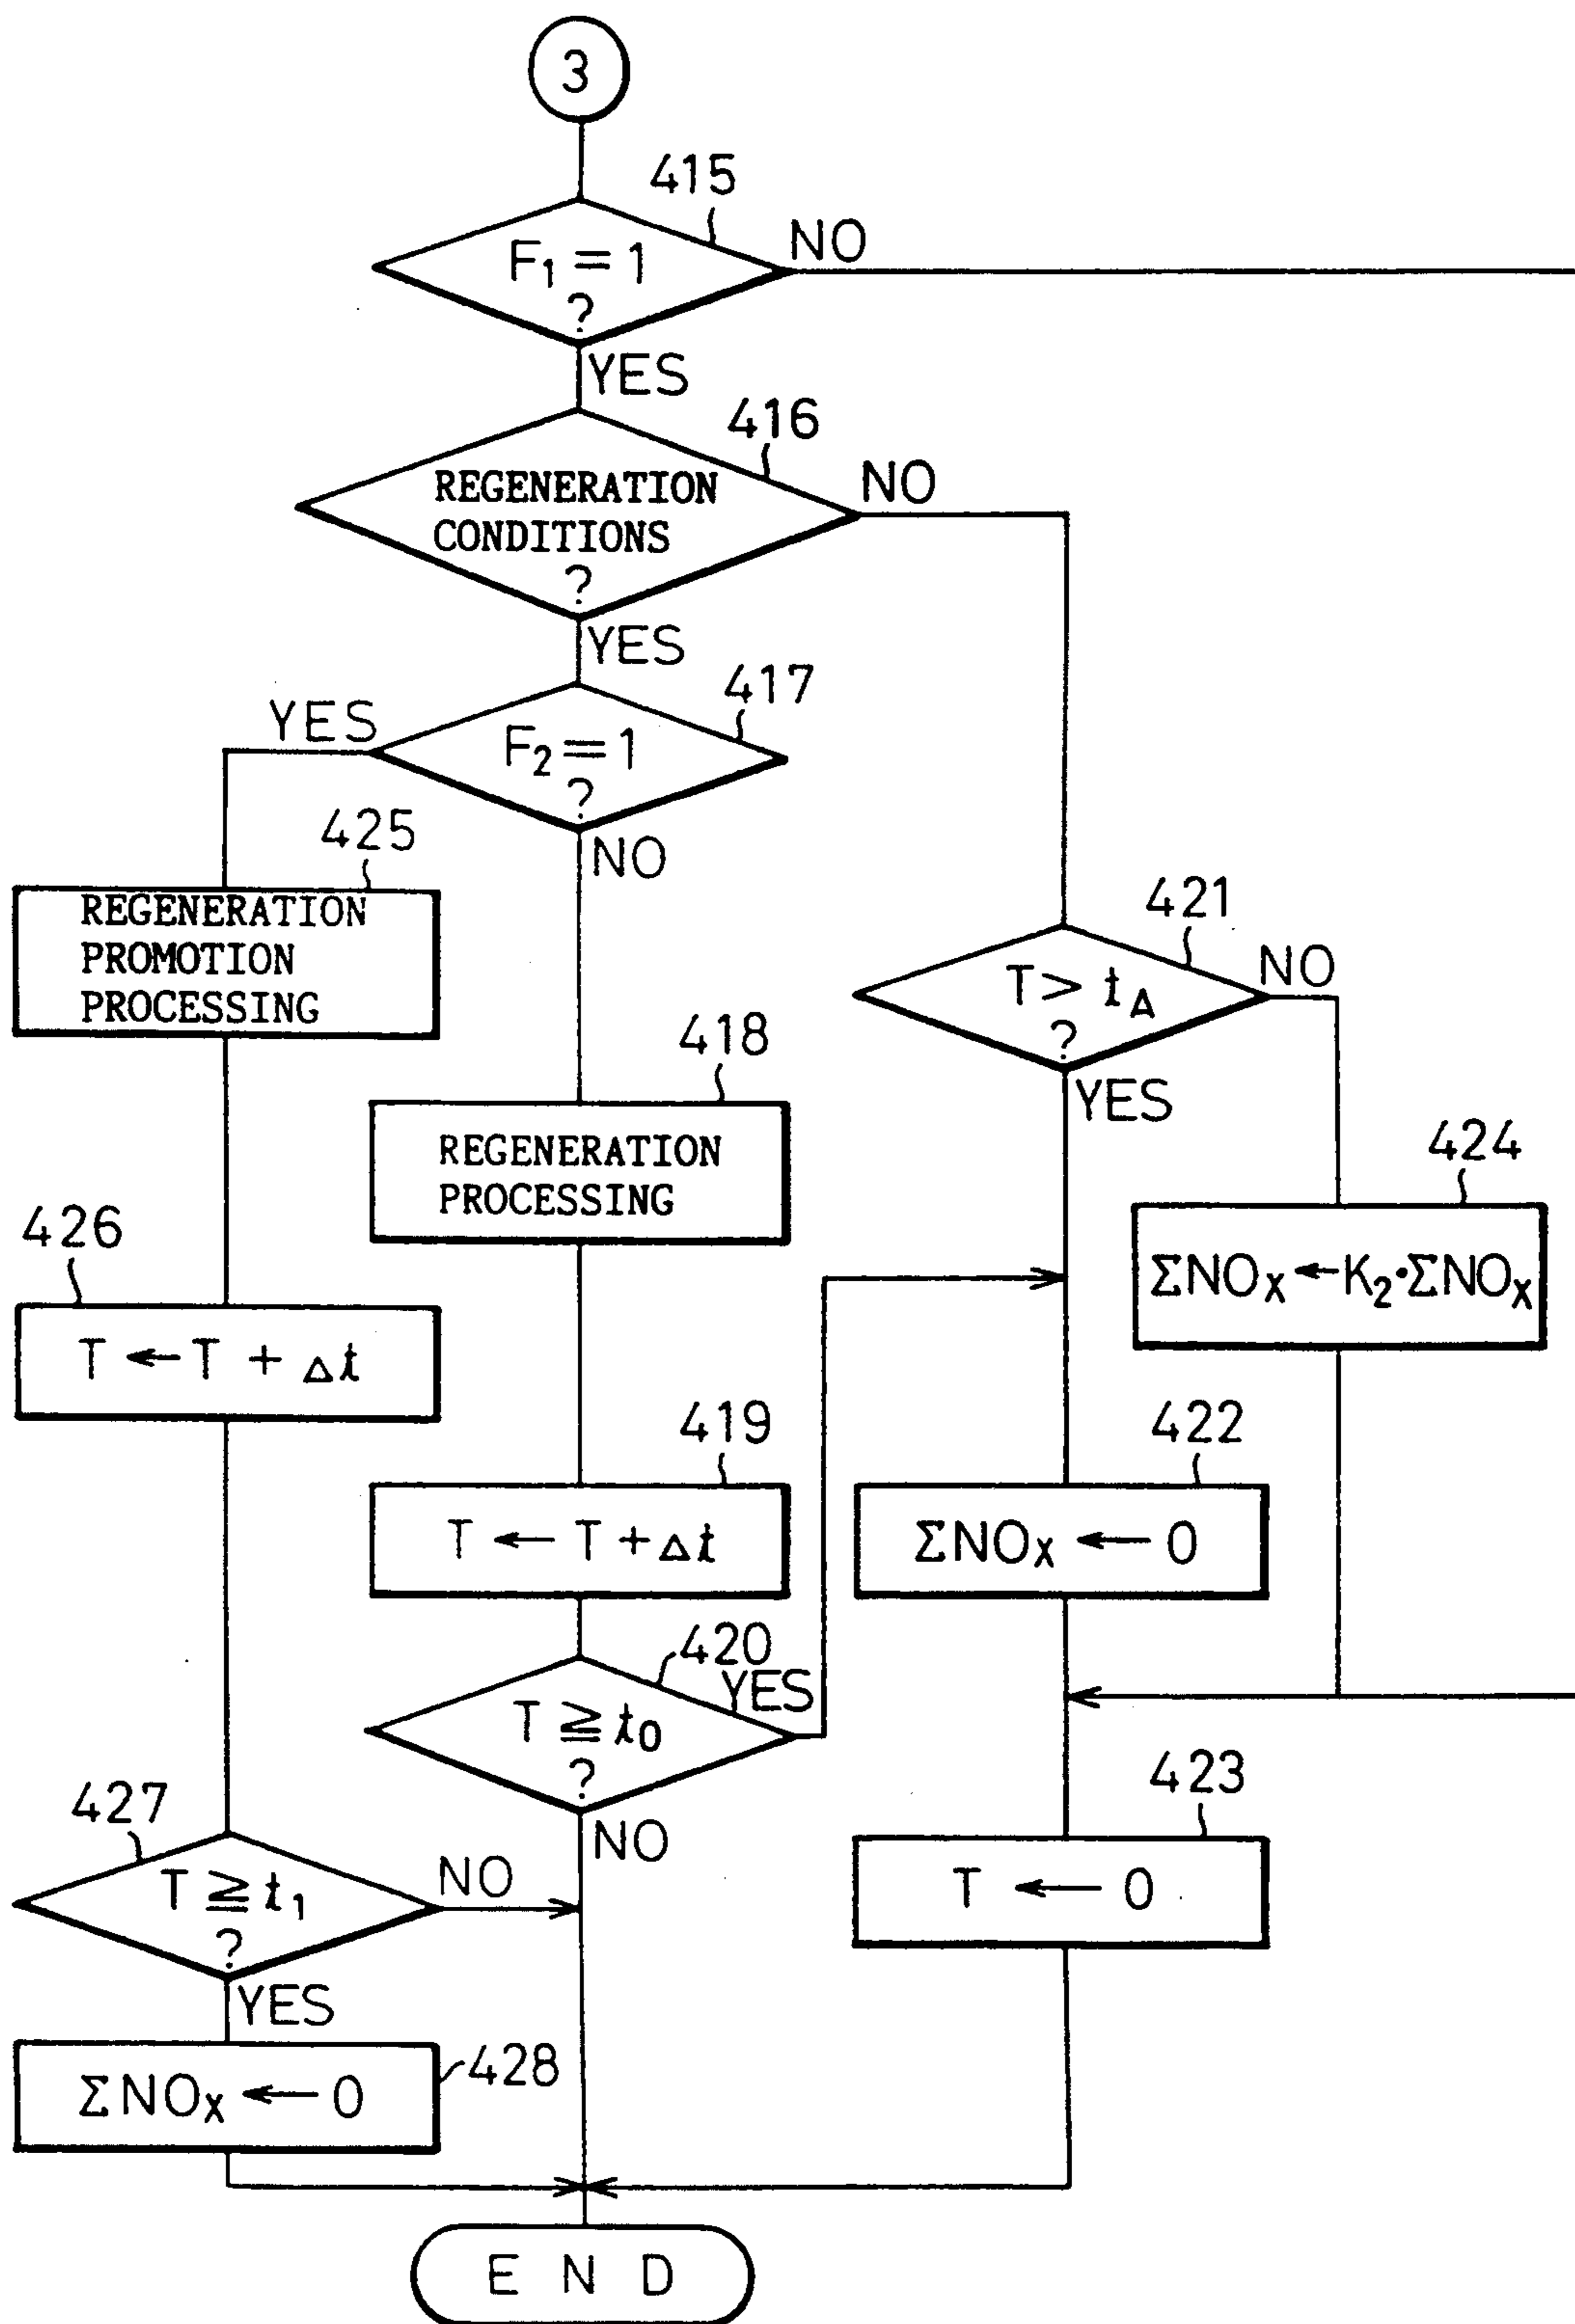 3
415
F₁ = 1
?
NO
YES
416
REGENERATION
CONDITIONS
?
NO
YES
417
YES
F₂ = 1
?
NO
425
REGENERATION
PROMOTION
PROCESSING
421
T > t_Δ
?
NO
YES
418
REGENERATION
PROCESSING
424
ΣNOx ← K₂·ΣNOx
426
T ← T + Δt
419
T ← T + Δt
422
ΣNOx ← 0
420
YES
T ≧ t₀
?
NO
423
T ← 0
427
T ≧ t₁
?
NO
YES
428
ΣNOx ← 0
END